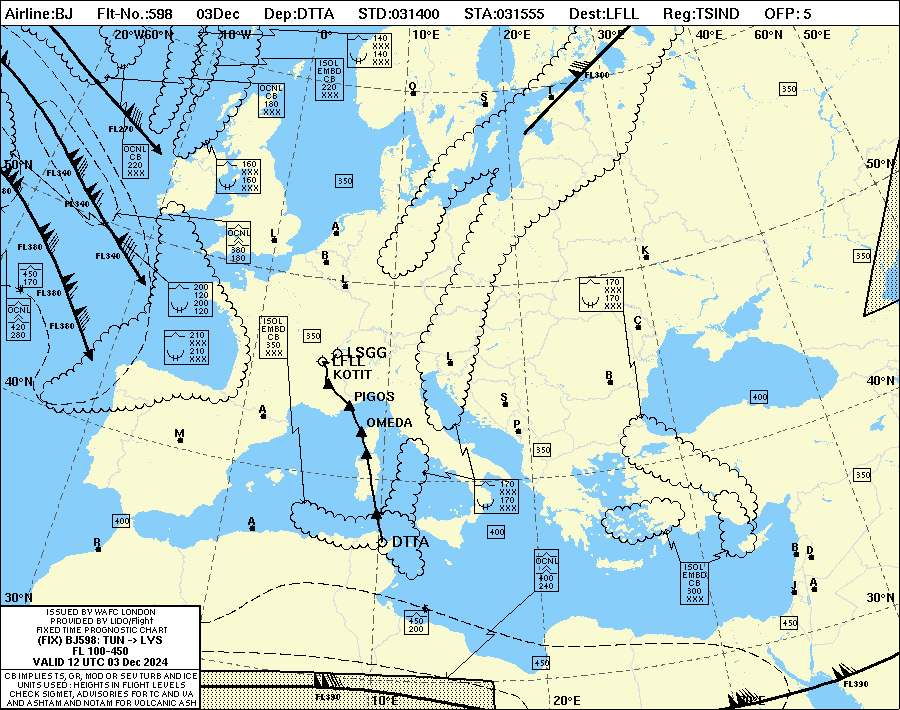 Airline:BJ Flt-No.:598 03Dec Dep:DTTA STD:031400 STA:031555 Dest:LFLL Reg:TSIND OFP: 5
20°W60°N 10°W 0° 10°E 20°E 30°E 40°E 60°N 50°E
140
XXX
140
XXX
ISOL
EMBD
CB
220
XXX
FL300
OCNL
CB
180
XXX
350
O
S
T
FL270
OCNL
CB
220
XXX
50°N
50°N
160
XXX
160
XXX
FL340
350
80
FL340
OCNL
380
180
L
A
B
K
FL380
FL340
350
450
170
L
FL380
200
120
200
120
170
XXX
170
XXX
OCNL
420
280
FL380
ISOL
EMBD
CB
350
XXX
C
210
XXX
210
XXX
350
LSGG
LFLL
L
KOTIT
B
40°N
40°N
PIGOS
S
400
A
OMEDA
P
M
350
350
170
XXX
170
XXX
400
A
400
DTTA
R
B
D
OCNL
400
240
ISOL
EMBD
CB
300
XXX
J
A
30°N
30°N
450
200
450
450
ISSUED BY WAFC LONDON
PROVIDED BY LIDO/Flight
FIXED TIME PROGNOSTIC CHART
(FIX) BJ598: TUN -> LYS
FL 100-450
VALID 12 UTC 03 Dec 2024
CB IMPLIES TS, GR, MOD OR SEV TURB AND ICE
UNITS USED: HEIGHTS IN FLIGHT LEVELS
CHECK SIGMET, ADVISORIES FOR TC AND VA
AND ASHTAM AND NOTAM FOR VOLCANIC ASH
FL390
10°E
20°E
FL390